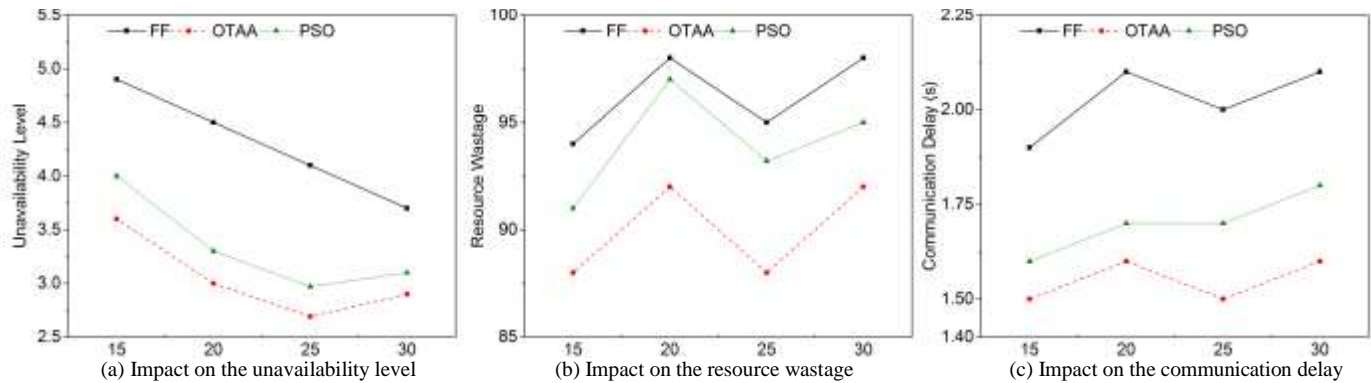 5.5
5.0
4.5
4.0
3.5
3.0
2.5
Unavailability Level
FF OTAA PSO
15 20 25 30
(a) Impact on the unavailability level
100
95
90
85
Resource Wastage
FF OTAA PSO
15 20 25 30
(b) Impact on the resource wastage
2.25
2.00
1.75
1.50
1.40
Communication Delay (s)
FF OTAA PSO
15 20 25 30
(c) Impact on the communication delay